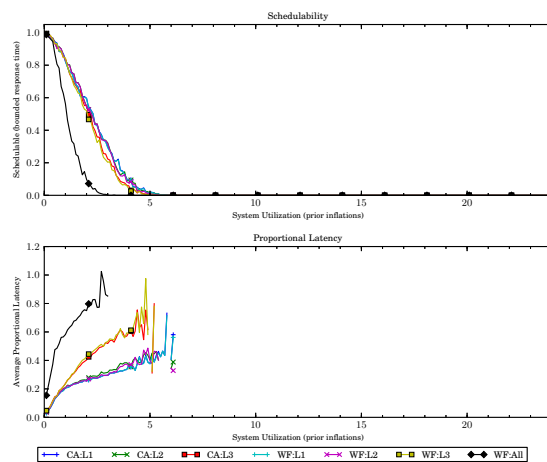 Schedulability
Schedulable (bounded response time)
1.0
0.8
0.6
0.4
0.2
0.0
0 5 10 15 20
System Utilization (prior inflations)
Proportional Latency
Average Proportional Latency
1.2
1.0
0.8
0.6
0.4
0.2
0.0
0 5 10 15 20
System Utilization (prior inflations)
CA:L1 CA:L2 CA:L3 WF:L1 WF:L2 WF:L3 WF:All